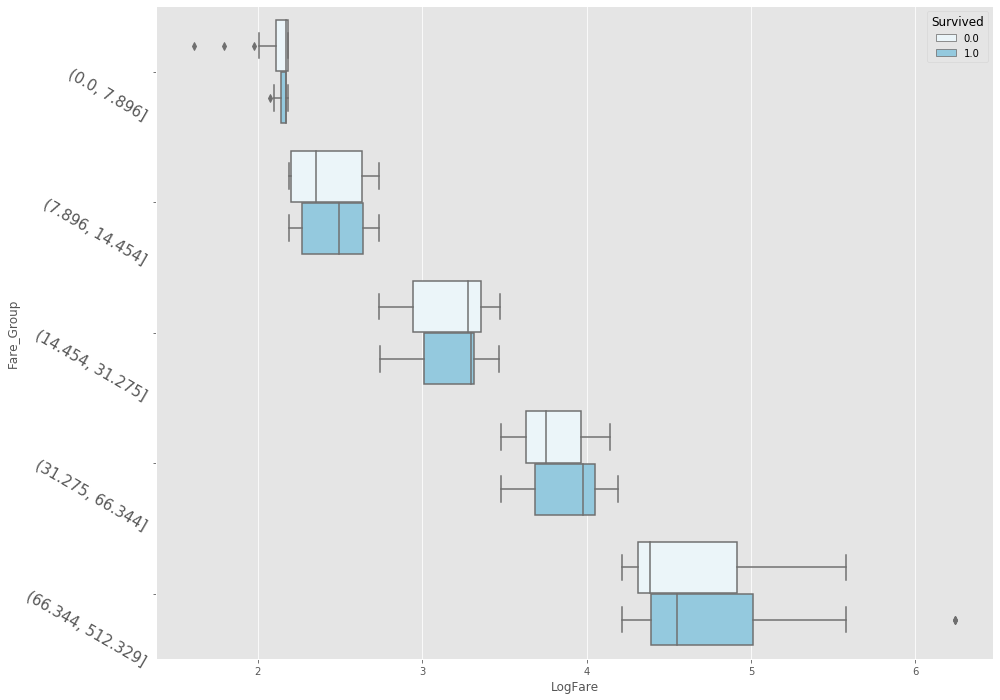 Survived
0.0
1.0
Fare_Group
(0.0, 7.896]
(7.896, 14.454]
(14.454, 31.275]
(31.275, 66.344]
(66.344, 512.329]
2 3 4 5 6
LogFare